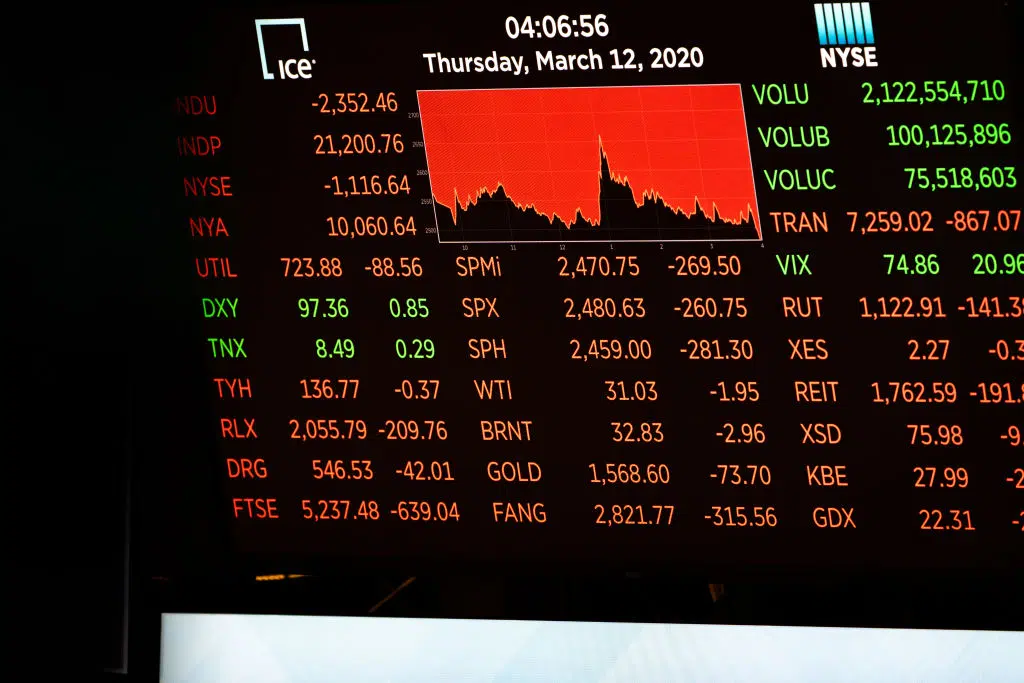 ICE
04:06:56
Thursday, March 12, 2020
NYSE
INDU -2,352.46
INDP 21,200.76
NYSE -1,116.64
NYA 10,060.64
2700
2650
2600
2550
2500
10 11 12 1 2 3 4
VOLU 2,122,554,710
VOLUB 100,125,896
VOLUC 75,518,603
TRAN 7,259.02 -867.07
UTIL 723.88 -88.56 SPMi 2,470.75 -269.50 VIX 74.86 20.96
DXY 97.36 0.85 SPX 2,480.63 -260.75 RUT 1,122.91 -141.3
TNX 8.49 0.29 SPH 2,459.00 -281.30 XES 2.27 -0.3
TYH 136.77 -0.37 WTI 31.03 -1.95 REIT 1,762.59 -191.8
RLX 2,055.79 -209.76 BRNT 32.83 -2.96 XSD 75.98 -9.
DRG 546.53 -42.01 GOLD 1,568.60 -73.70 KBE 27.99 -2
FTSE 5,237.48 -639.04 FANG 2,821.77 -315.56 GDX 22.31 -2